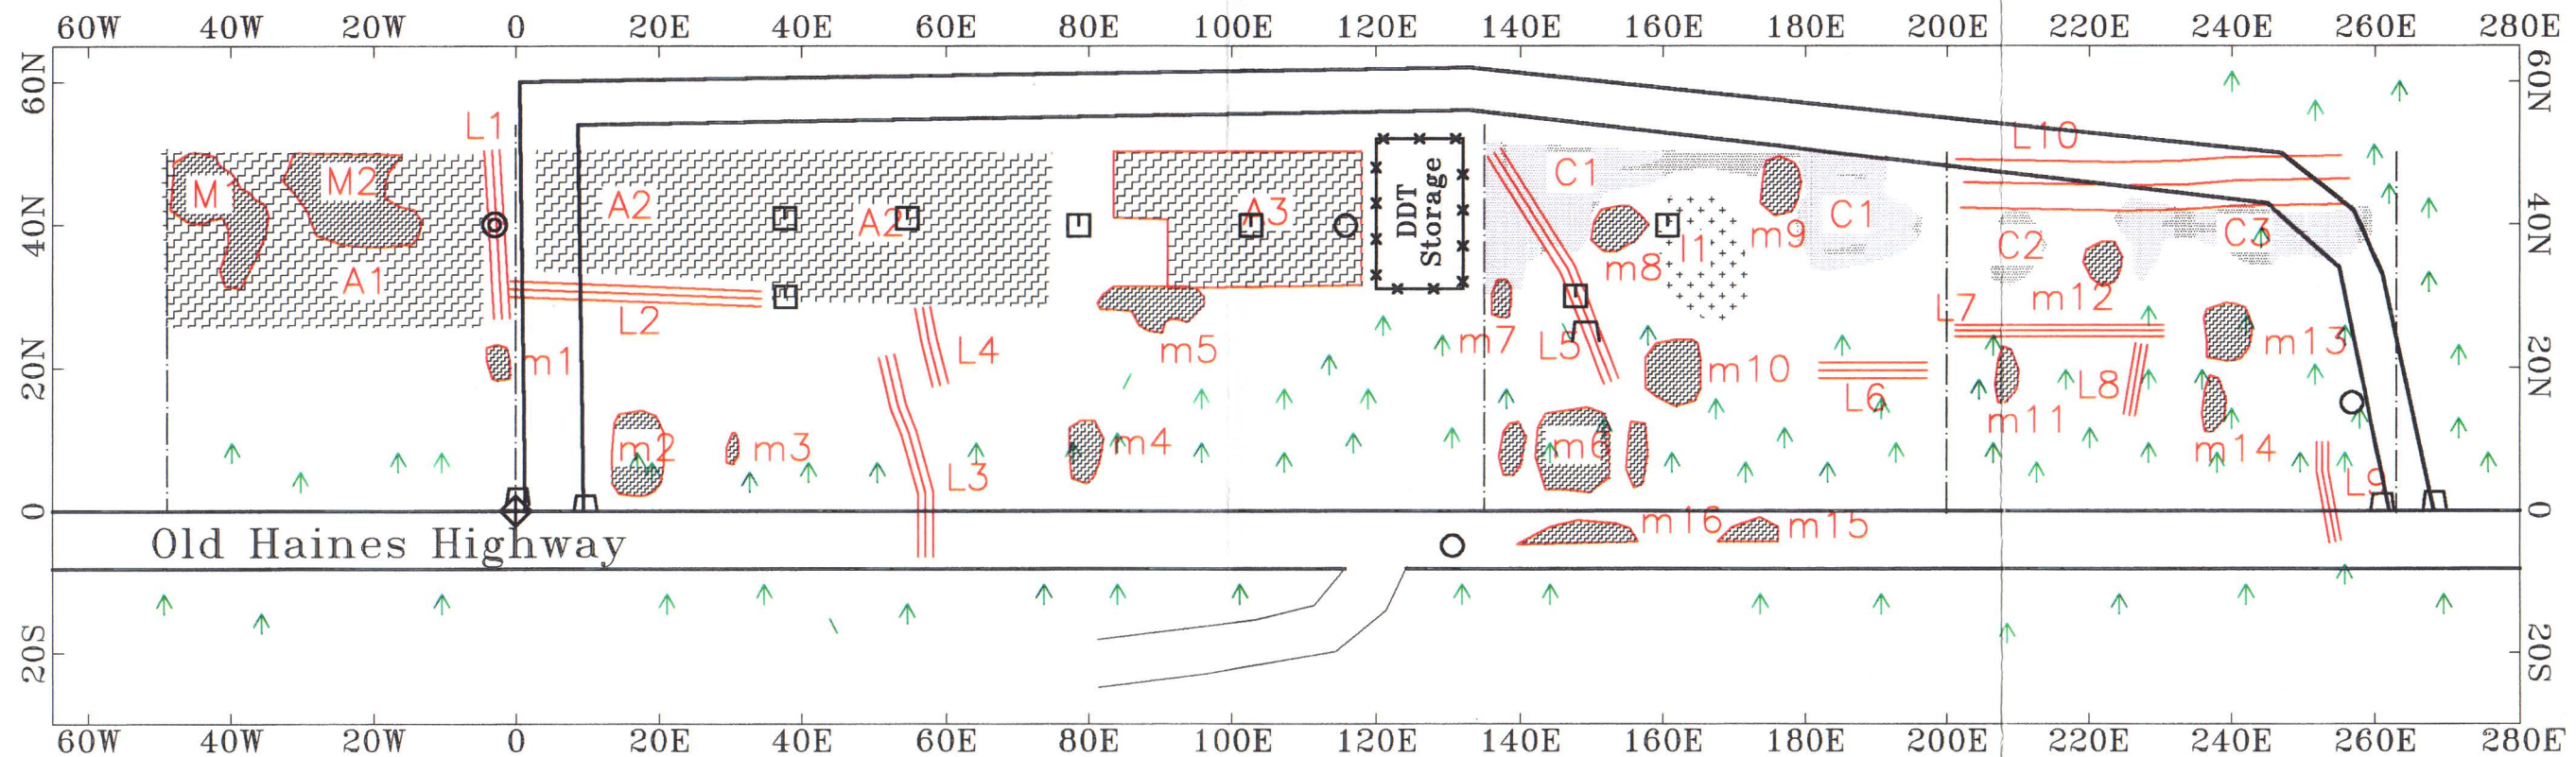 60W 40W 20W 0 20E 40E 60E 80E 100E 120E 140E 160E 180E 200E 220E 240E 260E 280E
60N 60N
L1 L10
M1 M2 C1
A2 A2 A3 DDT Storage C1
40N 40N
m9 C2 C3
m8 I1
A1 m12
L2 L7
L4 m5 m7 L5 m13
m1 m10
20N 20N
L6 L8
m11
m2 m3 m4 m6 m14
L3 L9
0 0
m16 m15
Old Haines Highway
20S 20S
60W 40W 20W 0 20E 40E 60E 80E 100E 120E 140E 160E 180E 200E 220E 240E 260E 280E